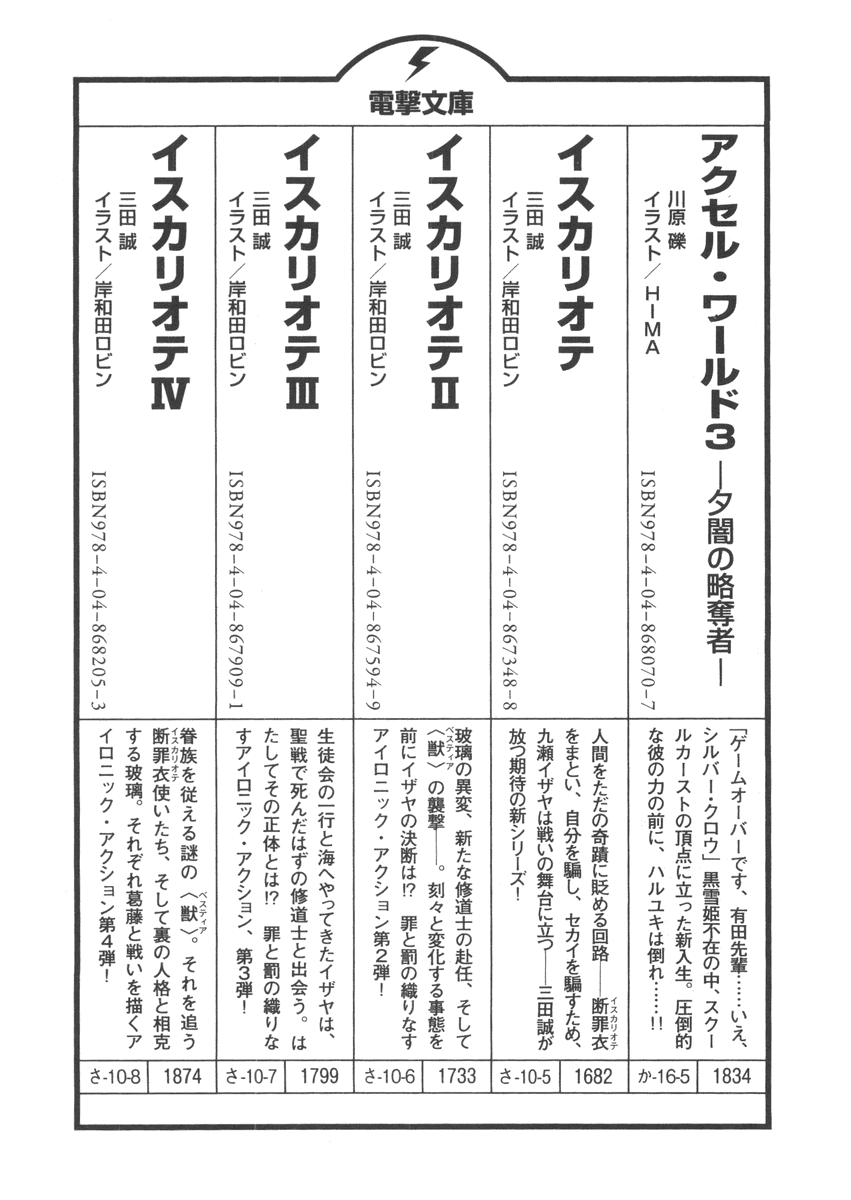 電撃文庫
アクセル・ワールド3
―夕闇の略奪者―
川原 礫
イラスト/HIMA
ISBN978-4-04-868070-7
「ゲームオーバーです、有田先輩……いえ、
シルバー・クロウ」黒雪姫不在の中、スクー
ルカーストの頂点に立った新入生。圧倒的
な彼の力の前に、ハルユキは倒れ……!!
か-16-5
1834
イスカリオテ
三田 誠
イラスト/岸和田ロビン
ISBN978-4-04-867348-8
人間をただの奇蹟に貶める回路――断罪衣
イスカリオテ
をまとい、自分を騙し、セカイを騙すため、
九瀬イザヤは戦いの舞台に立つ――三田誠が
放つ期待の新シリーズ!
さ-10-5
1682
イスカリオテⅡ
三田 誠
イラスト/岸和田ロビン
ISBN978-4-04-867594-9
玻璃の異変、新たな修道士の赴任、そして
〈獣〉の襲撃――。刻々と変化する事態を
ベスティア
前にイザヤの決断は!? 罪と罰の織りなす
アイロニック・アクション第2弾!
さ-10-6
1733
イスカリオテⅢ
三田 誠
イラスト/岸和田ロビン
ISBN978-4-04-867909-1
生徒会の一行と海へやってきたイザヤは、
聖戦で死んだはずの修道士と出会う。は
たしてその正体とは!? 罪と罰の織りな
すアイロニック・アクション、第3弾!
さ-10-7
1799
イスカリオテⅣ
三田 誠
イラスト/岸和田ロビン
ISBN978-4-04-868205-3
眷族を従える謎の〈獣〉。それを追う
ベスティア
断罪衣使いたち、そして裏の人格と相克
イスカリオテ
する玻璃。それぞれ葛藤と戦いを描くア
イロニック・アクション第4弾!
さ-10-8
1874